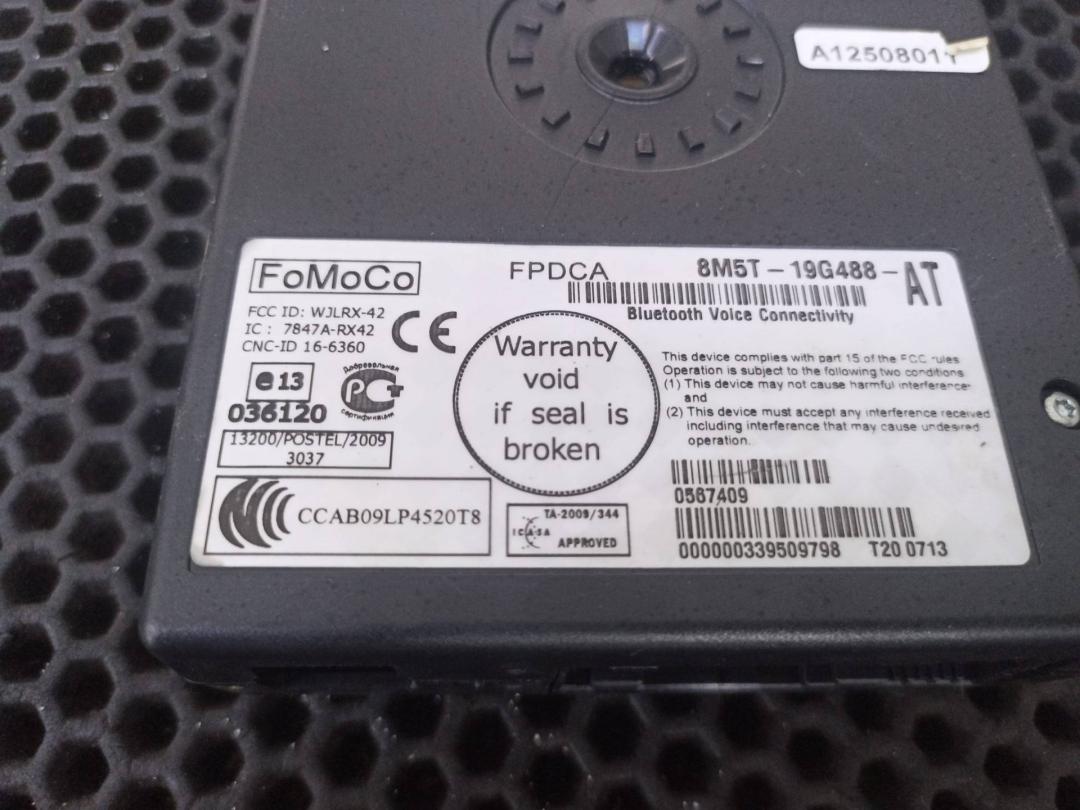 A1250801
FoMoCo
FPDCA
8M5T-19G488-AT
Bluetooth Voice Connectivity
FCC ID: WJLRX-42
IC : 7847A-RX42
CNC-ID 16-6360
CE
e13
036120
Добровольная
РСТ
сертификация
13200/POSTEL/2009
3037
CCAB09LP4520T8
Warranty
void
if seal is
broken
ICASA
TA-2009/344
APPROVED
This device complies with part 15 of the FCC rules
Operation is subject to the following two conditions
(1) This device may not cause harmful interference
and
(2) This device must accept any interference received
including interference that may cause undesired
operation.
0567409
000000339509798 T20 0713